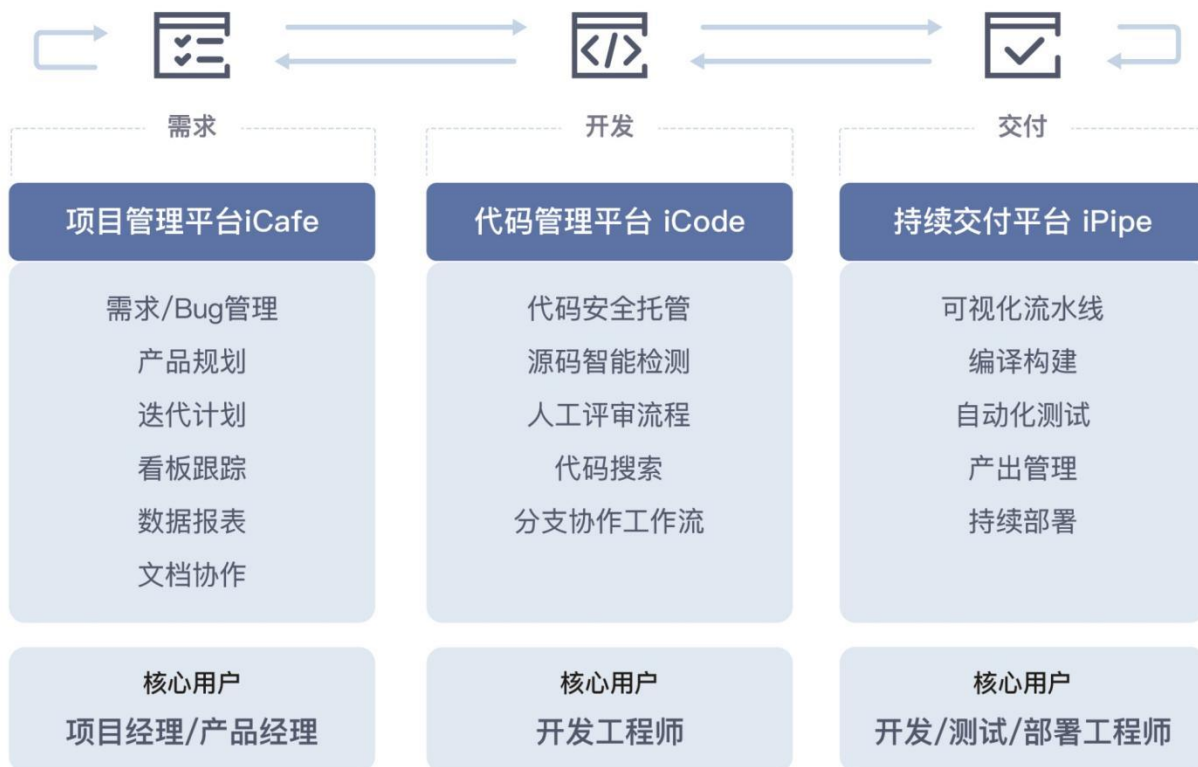 需求
开发
交付
项目管理平台iCafe
需求/Bug管理
产品规划
迭代计划
看板跟踪
数据报表
文档协作
核心用户
项目经理/产品经理
代码管理平台 iCode
代码安全托管
源码智能检测
人工评审流程
代码搜索
分支协作工作流
核心用户
开发工程师
持续交付平台 iPipe
可视化流水线
编译构建
自动化测试
产出管理
持续部署
核心用户
开发/测试/部署工程师